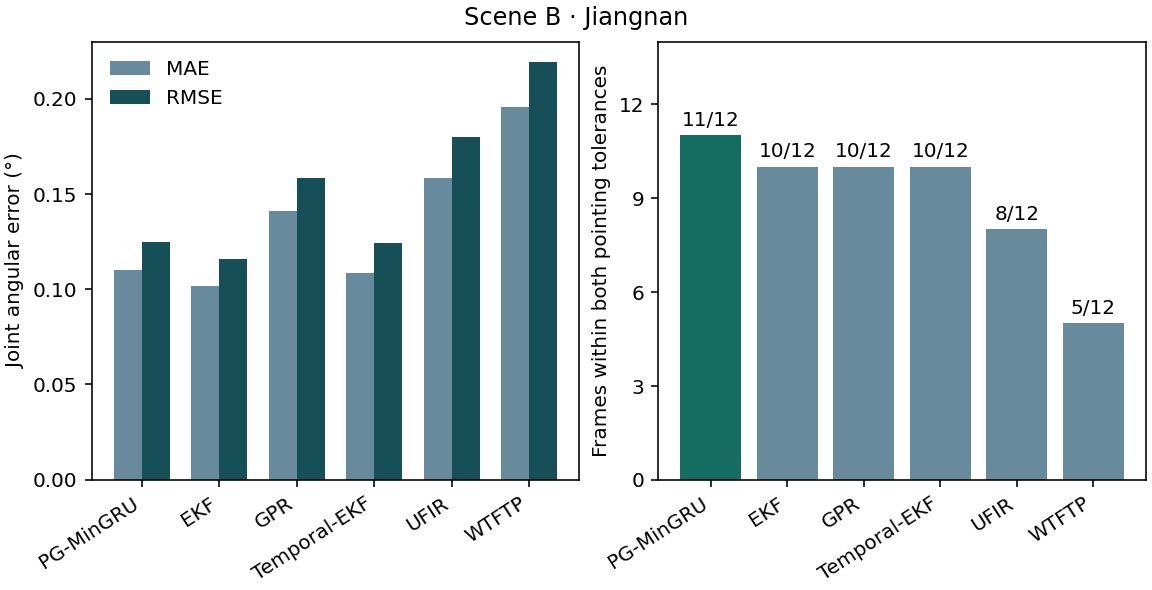 Scene B · Jiangnan
Joint angular error (°)
0.20
0.15
0.10
0.05
0.00
MAE
RMSE
PG-MinGRU
EKF
GPR
Temporal-EKF
UFIR
WTFTP
Frames within both pointing tolerances
12
9
6
3
0
11/12
10/12
10/12
10/12
8/12
5/12
PG-MinGRU
EKF
GPR
Temporal-EKF
UFIR
WTFTP